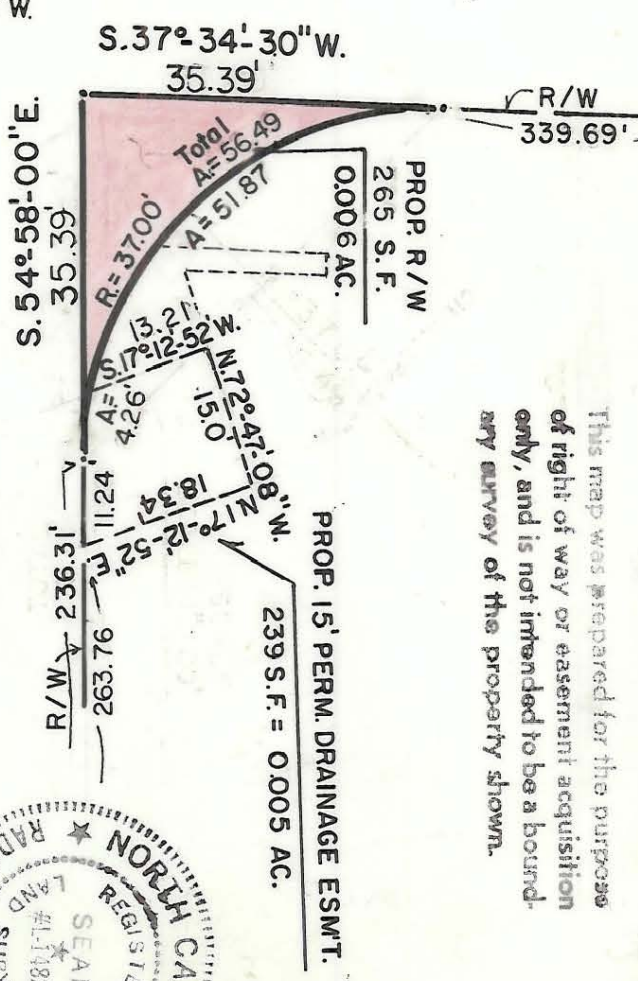 W.
S. 37°-34'-30" W.
35.39'
R/W
339.69'
S. 54°-58'-00" E.
35.39'
Total
A = 56.49
A = 51.87
R = 37.00'
PROP. R/W
265 S.F.
0.006 AC.
13.27'
S. 17°-12'-52" W.
A =
4.26'
N. 72°-47'-08" W.
15.0'
18.34
N. 17°-12'-52" E.
11.24'
236.31'
R/W
263.76
PROP. 15' PERM. DRAINAGE ESM'T.
239 S.F. = 0.005 AC.
This map was prepared for the purpose
of right of way or easement acquisition
only, and is not intended to be a bound-
ary survey of the property shown.
NORTH CA
REGISTE
SEAL
LAND